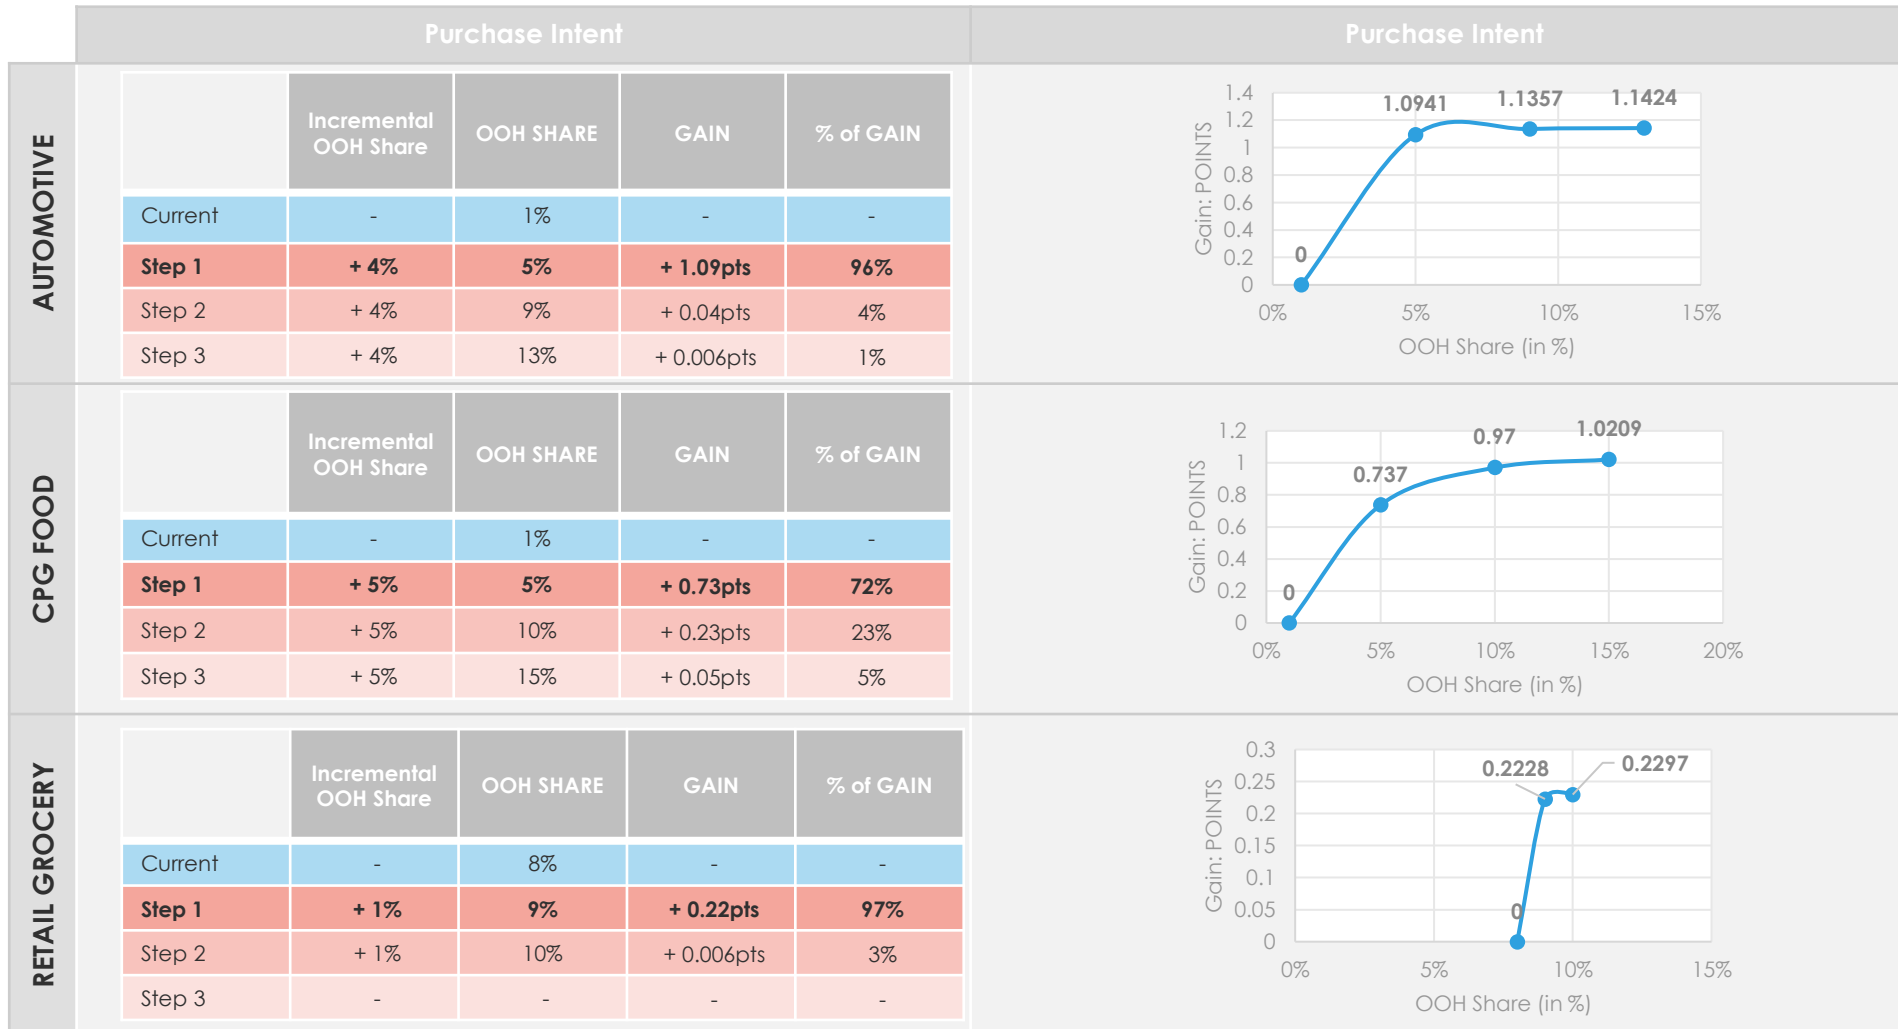 Purchase Intent
Purchase Intent
AUTOMOTIVE
Incremental
OOH Share
OOH SHARE
GAIN
% of GAIN
Current - 1% - -
Step 1 + 4% 5% + 1.09pts 96%
Step 2 + 4% 9% + 0.04pts 4%
Step 3 + 4% 13% + 0.006pts 1%
Gain: POINTS
1.4
1.2
1
0.8
0.6
0.4
0.2
0
0 1.0941 1.1357 1.1424
0% 5% 10% 15%
OOH Share (in %)
CPG FOOD
Incremental
OOH Share
OOH SHARE
GAIN
% of GAIN
Current - 1% - -
Step 1 + 5% 5% + 0.73pts 72%
Step 2 + 5% 10% + 0.23pts 23%
Step 3 + 5% 15% + 0.05pts 5%
Gain: POINTS
1.2
1
0.8
0.6
0.4
0.2
0
0 0.737 0.97 1.0209
0% 5% 10% 15% 20%
OOH Share (in %)
RETAIL GROCERY
Incremental
OOH Share
OOH SHARE
GAIN
% of GAIN
Current - 8% - -
Step 1 + 1% 9% + 0.22pts 97%
Step 2 + 1% 10% + 0.006pts 3%
Step 3 - - - -
Gain: POINTS
0.3
0.25
0.2
0.15
0.1
0.05
0
0 0.2228 0.2297
0% 5% 10% 15%
OOH Share (in %)